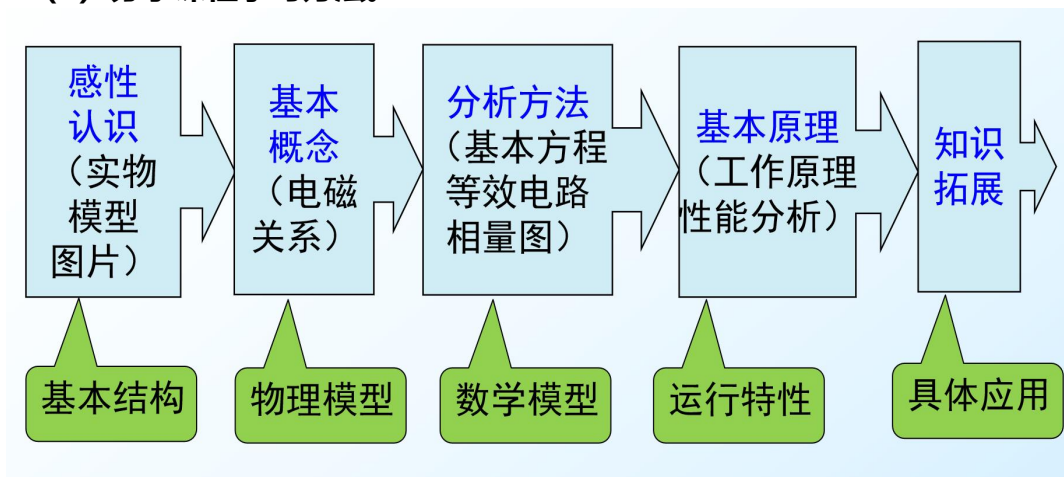 感性
认识
（实物
模型
图片）
基本
概念
（电磁
关系）
分析方法
（基本方程
等效电路
相量图）
基本原理
（工作原理
性能分析）
知识
拓展
基本结构
物理模型
数学模型
运行特性
具体应用